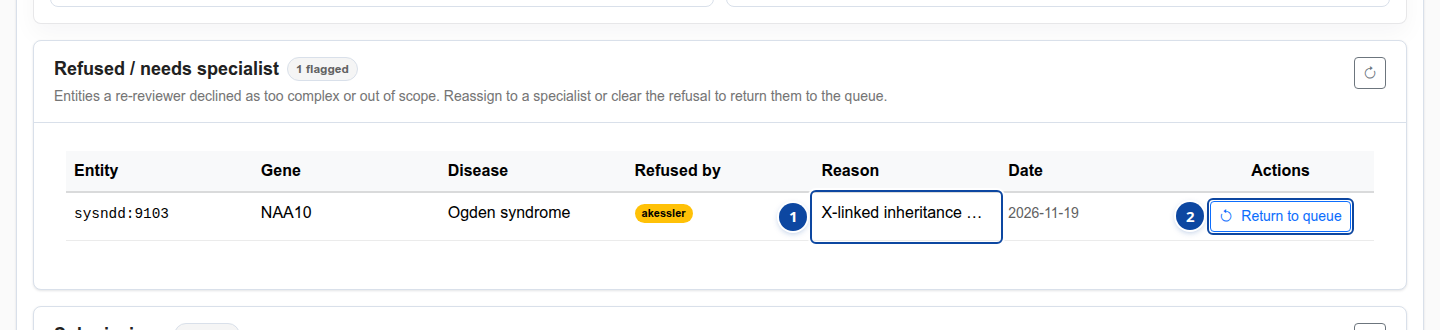 Refused / needs specialist 1 flagged
Entities a re-reviewer declined as too complex or out of scope. Reassign to a specialist or clear the refusal to return them to the queue.
Entity Gene Disease Refused by Reason Date Actions
sysndd:9103 NAA10 Ogden syndrome akessler 1 X-linked inheritance … 2026-11-19 2 Return to queue